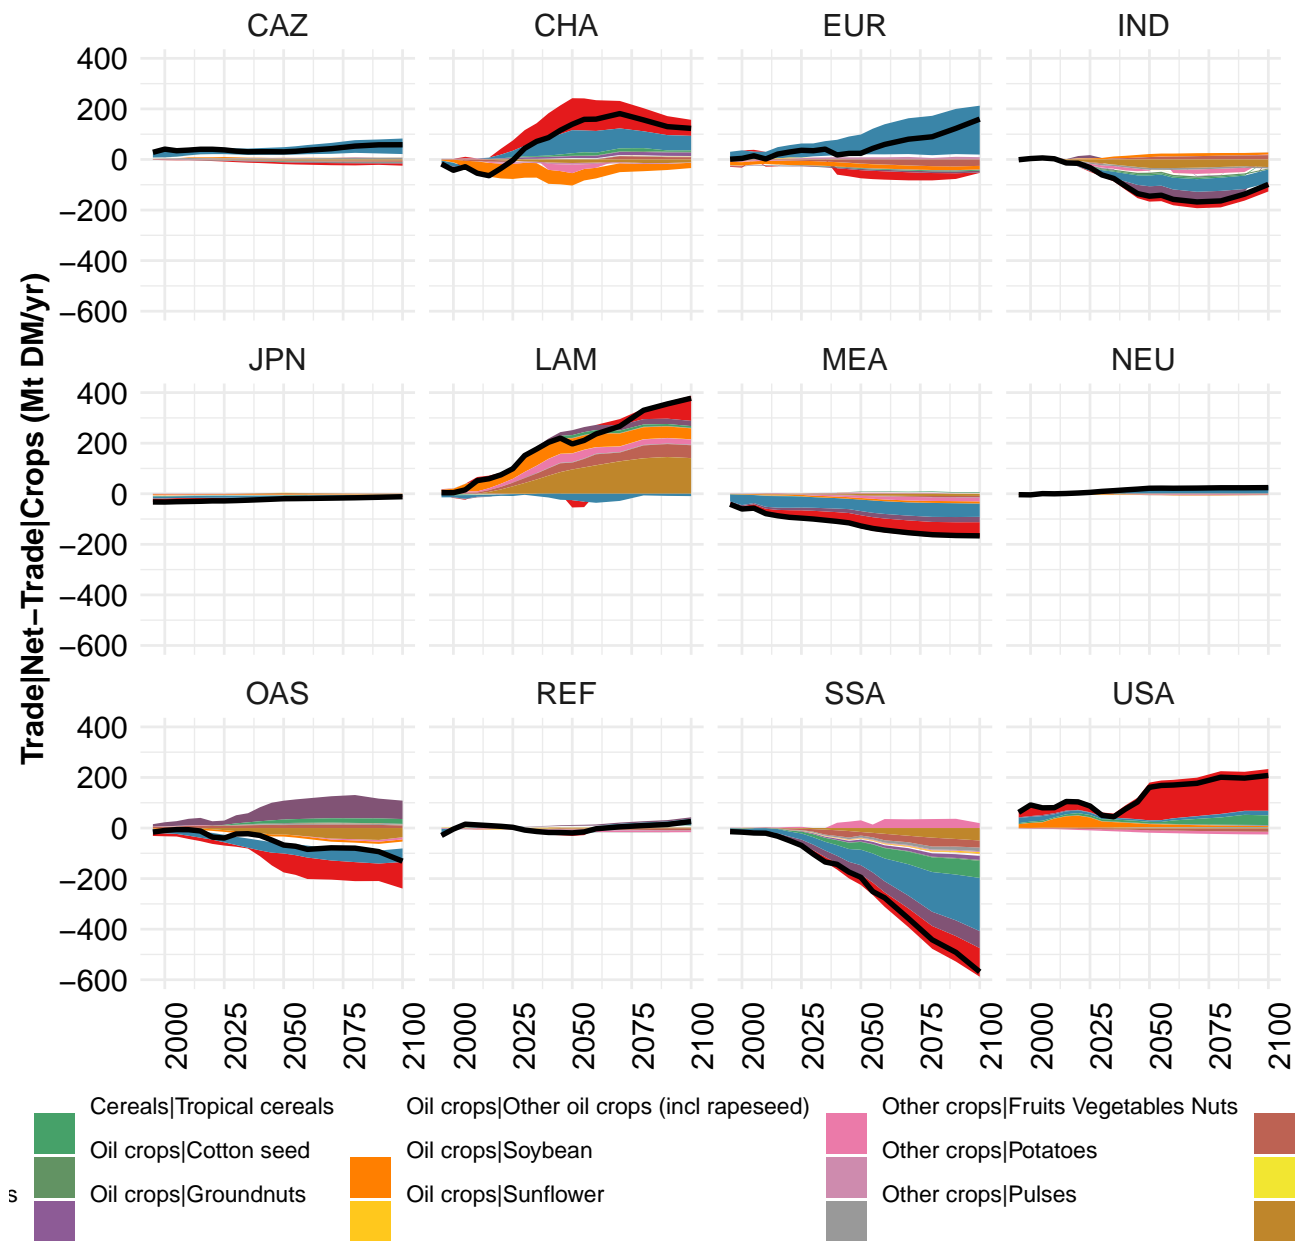 CAZ CHA EUR IND
400
200
0
−200
−400
−600
JPN LAM MEA NEU
400
200
0
−200
−400
−600
OAS REF SSA USA
400
200
0
−200
−400
−600
Trade|Net−Trade|Crops (Mt DM/yr)
2000 2025 2050 2075 2100 2000 2025 2050 2075 2100 2000 2025 2050 2075 2100 2000 2025 2050 2075 2100
Cereals|Tropical cereals Oil crops|Other oil crops (incl rapeseed) Other crops|Fruits Vegetables Nuts
Oil crops|Cotton seed Oil crops|Soybean Other crops|Potatoes
s Oil crops|Groundnuts Oil crops|Sunflower Other crops|Pulses